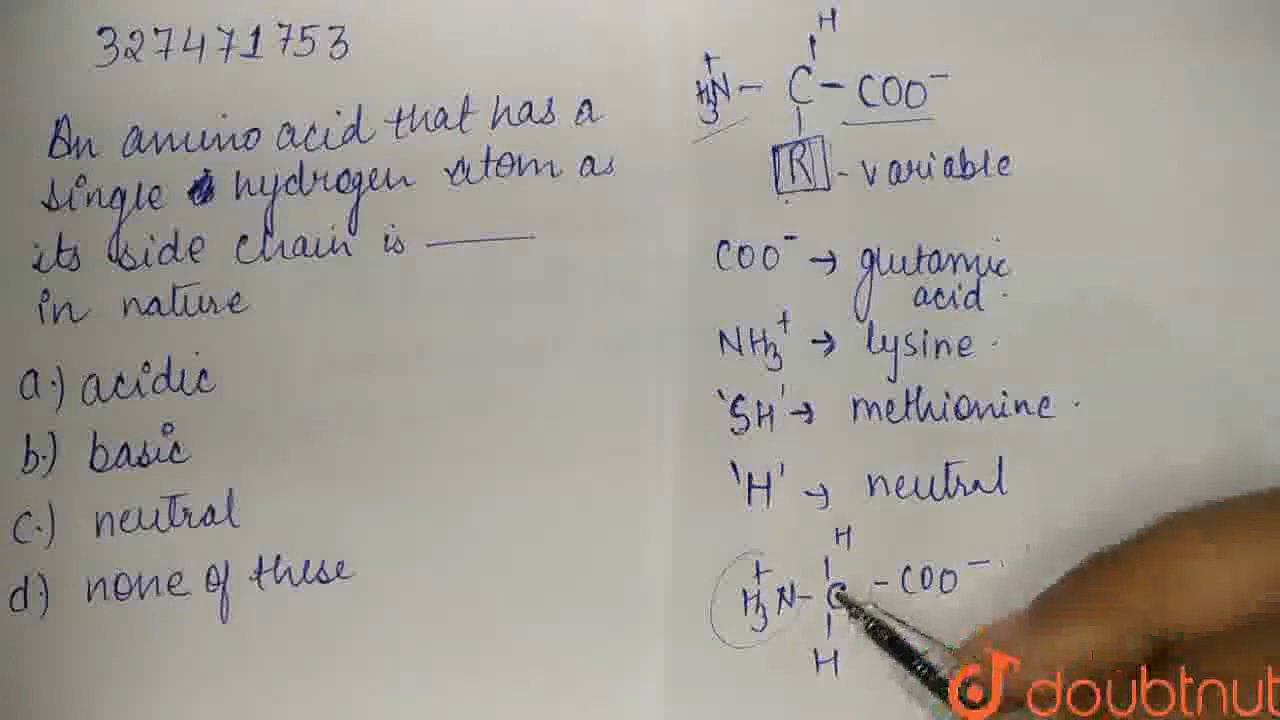 327471753
An amino acid that has a
single hydrogen atom as
its side chain is ———
in nature
a.) acidic
b.) basic
c.) neutral
d.) none of these
H
H3N+ - C - COO-
R - variable
COO- → glutamic
acid.
NH3+ → lysine.
'SH' → methionine.
'H' → neutral
H
H3N+ - C - COO-
H
doubtnut